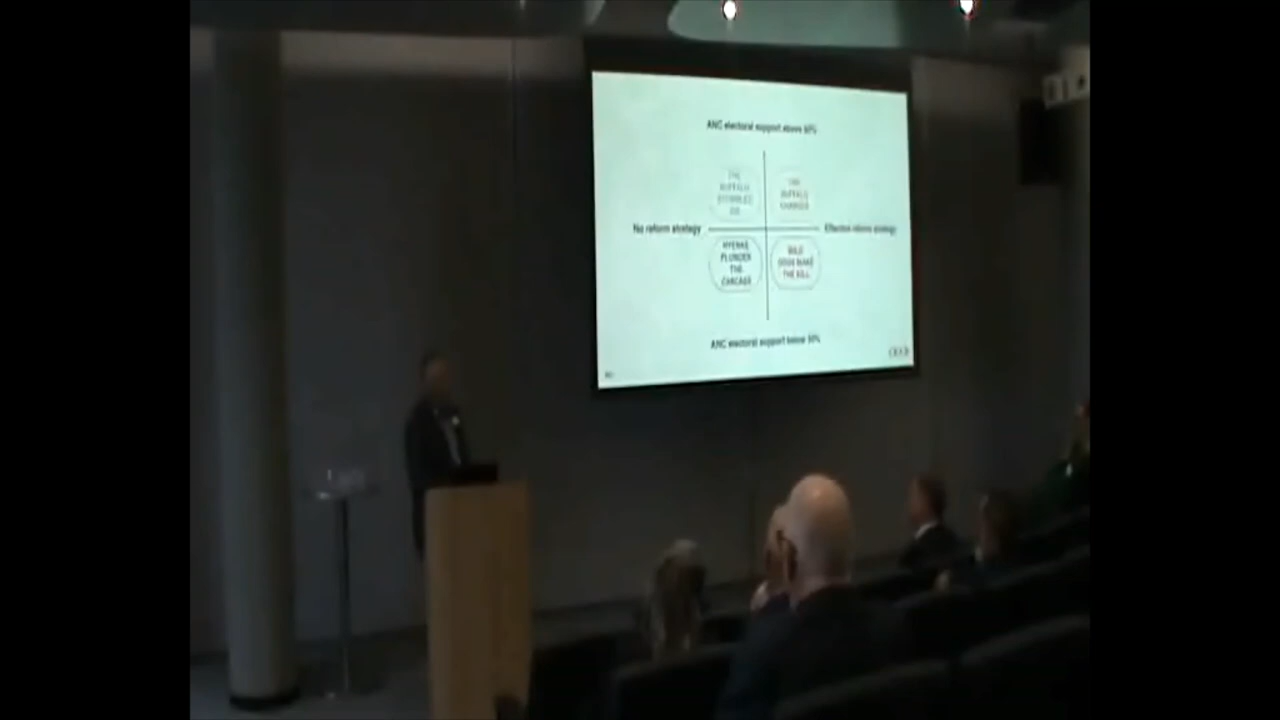 ANC electoral support above 50%
THE
BUFFALO
STUMBLES
ON
THE
BUFFALO
CHARGES
No reform strategy
Effective reform strategy
HYENAS
PLUNDER
THE
CARCASS
WILD
DOGS MAKE
THE KILL
ANC electoral support below 50%